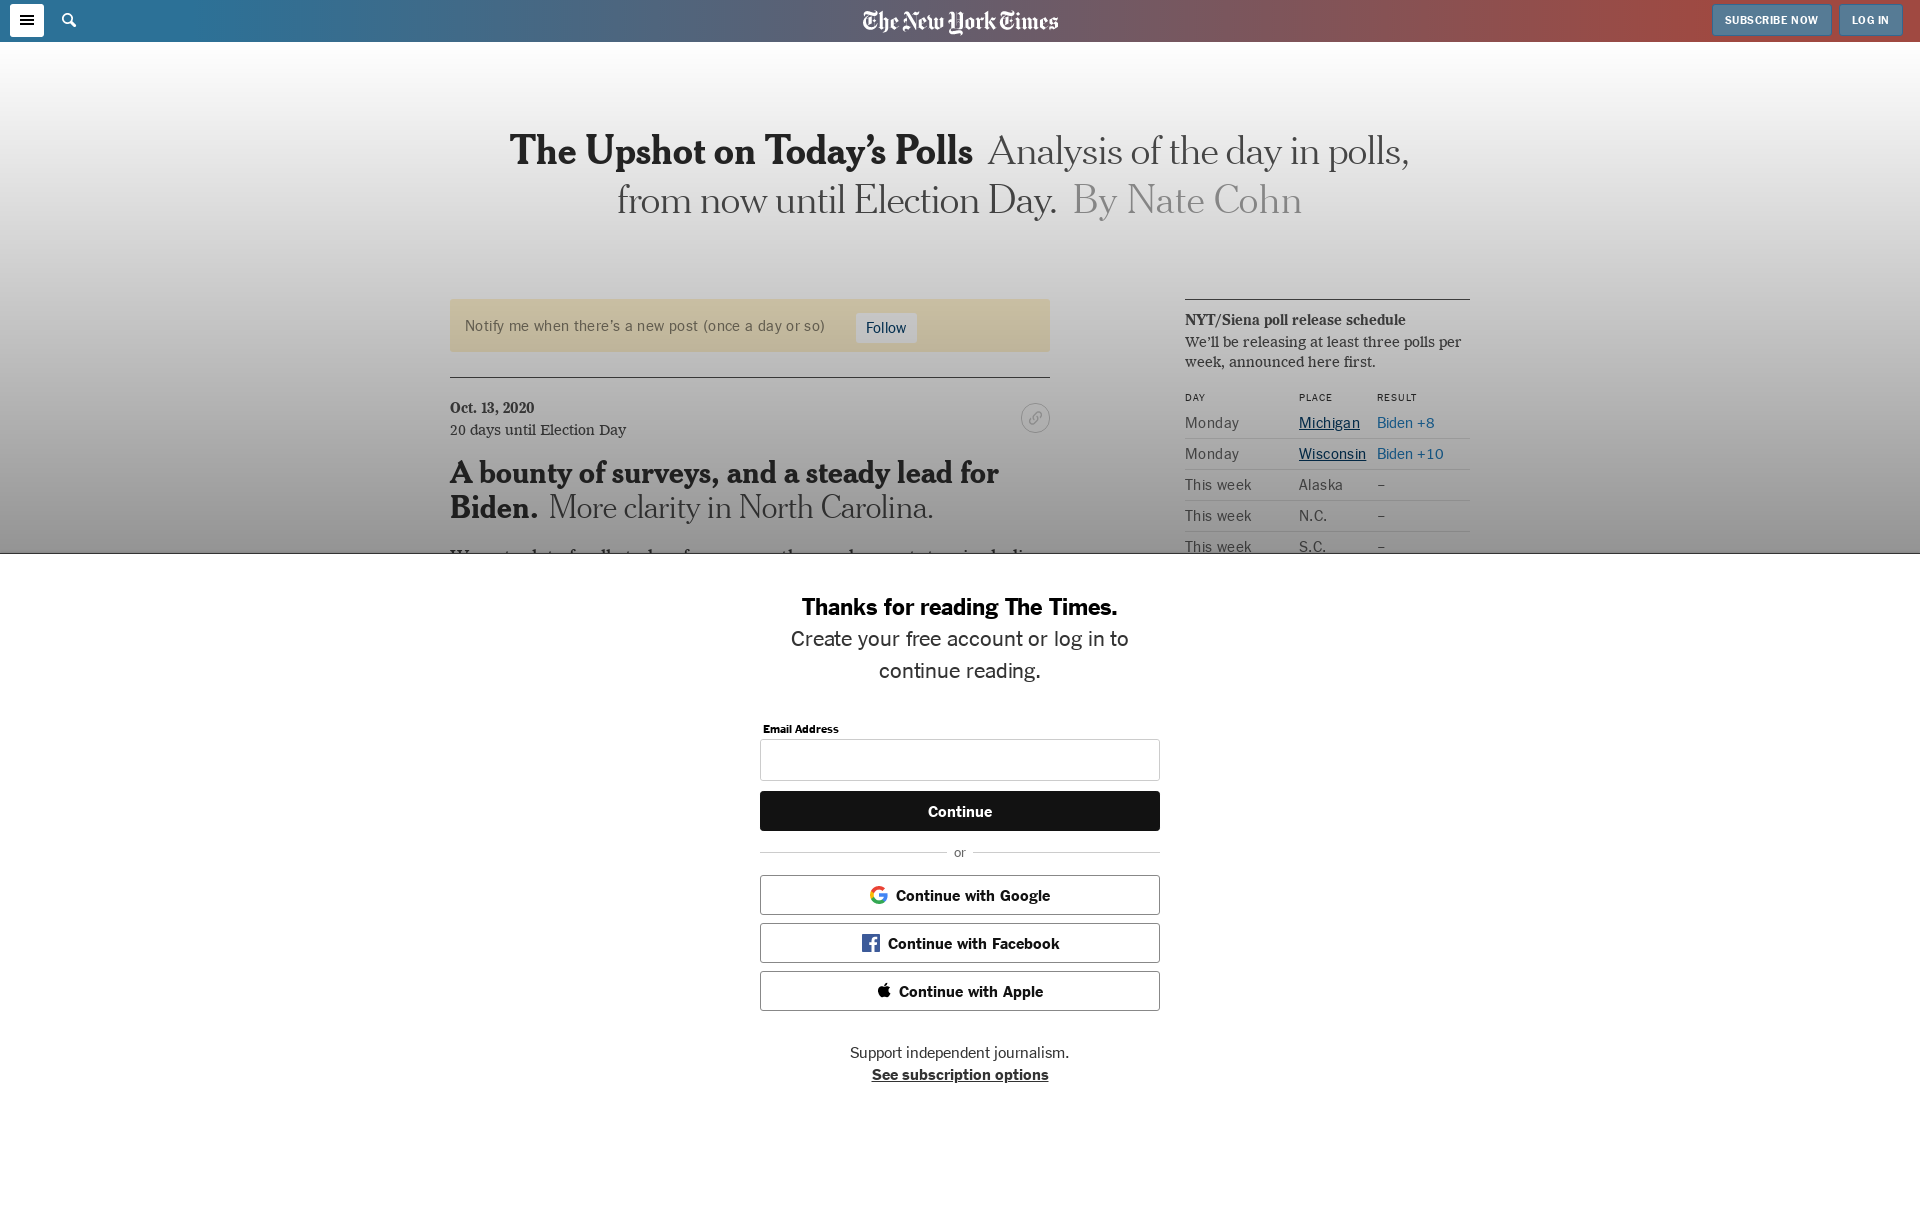 The New York Times
SUBSCRIBE NOW
LOG IN
The Upshot on Today’s Polls Analysis of the day in polls,
from now until Election Day. By Nate Cohn
Notify me when there’s a new post (once a day or so)
Follow
Oct. 13, 2020
20 days until Election Day
A bounty of surveys, and a steady lead for
Biden. More clarity in North Carolina.
NYT/Siena poll release schedule
We’ll be releasing at least three polls per
week, announced here first.
DAY PLACE RESULT
Monday Michigan Biden +8
Monday Wisconsin Biden +10
This week Alaska –
This week N.C. –
This week S.C. –
Thanks for reading The Times.
Create your free account or log in to
continue reading.
Email Address
Continue
or
Continue with Google
Continue with Facebook
Continue with Apple
Support independent journalism.
See subscription options